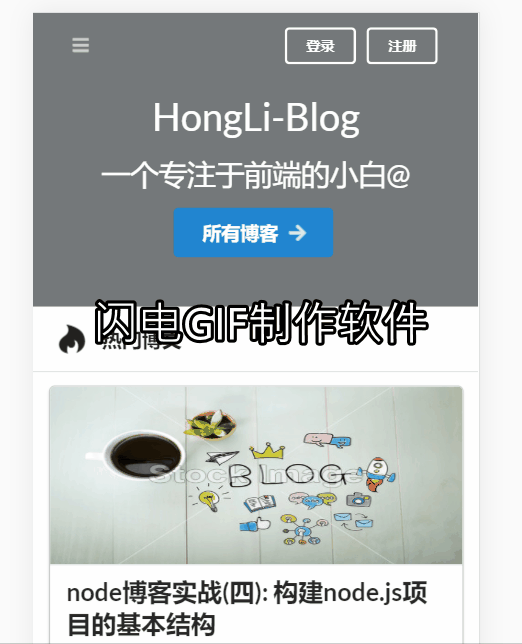 登录 注册
HongLi-Blog
一个专注于前端的小白@
所有博客
闪电GIF制作软件
热门博文
BLOG
Stock Image
node博客实战(四): 构建node.js项
目的基本结构